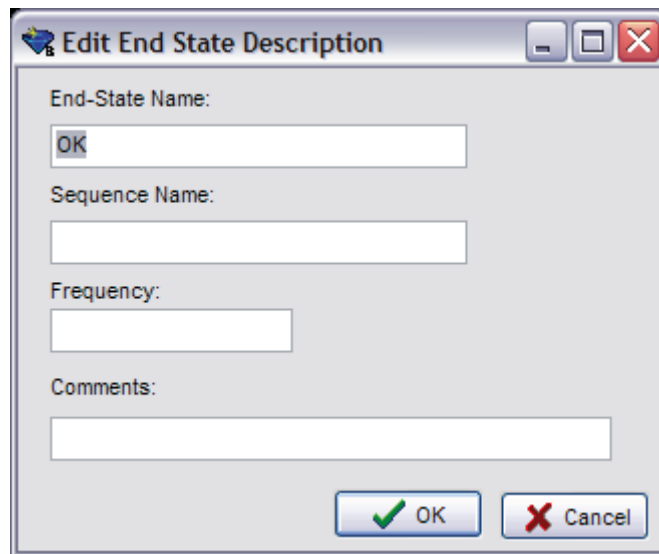 Edit End State Description
End-State Name:
OK
Sequence Name:
Frequency:
Comments:
OK Cancel